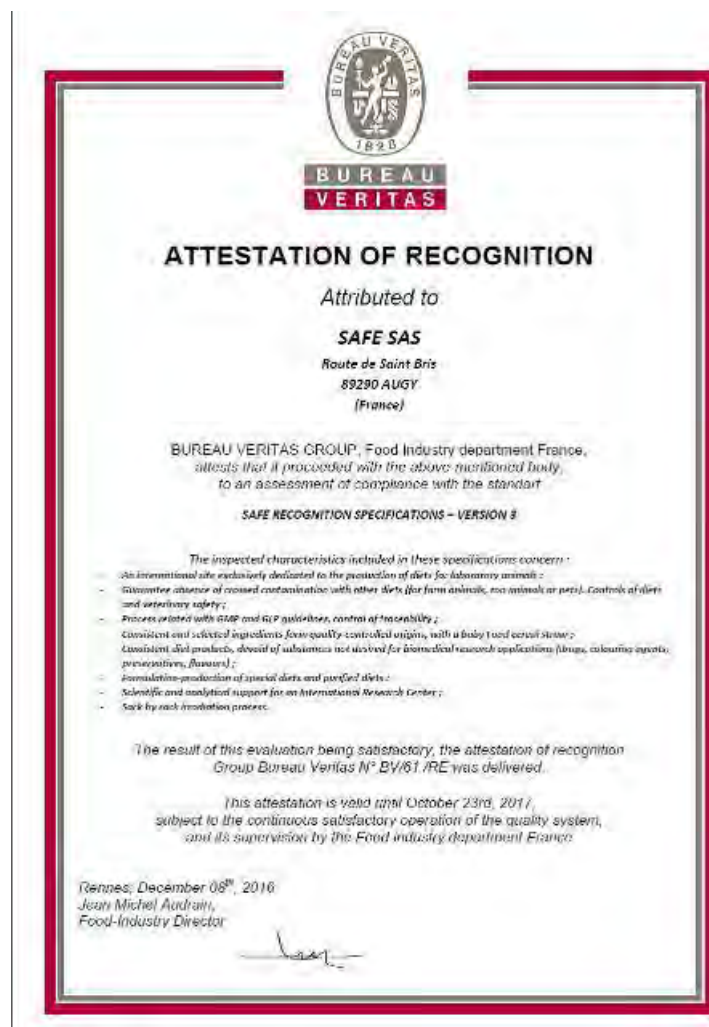 BUREAU VERITAS
1828
BUREAU
VERITAS
ATTESTATION OF RECOGNITION
Attributed to
SAFE SAS
Route de Saint Bris
89290 AUGY
(France)
BUREAU VERITAS GROUP, Food Industry department France,
attests that it proceeded with the above mentioned body,
to an assessment of compliance with the standart
SAFE RECOGNITION SPECIFICATIONS – VERSION
The inspected characteristics included in these specifications concern :
- An international site exclusively dedicated to the production of diets for laboratory animals ;
- Guarantee absence of crossed contamination with other diets (for farm animals, zoo animals or pets). Controls of diets
and veterinary safety ;
- Process related with GMP and GLP guidelines, control of traceability ;
- Consistent and selected ingredients form quality-controlled origins, with a baby food cereal straw ;
- Consistent diet products, devoid of substances not desired for biomedical research applications (drugs, colouring agents,
preservatives, flavours) ;
- Formulation-production of special diets and purified diets ;
- Scientific and analytical support for an International Research Center ;
- Sack by sack irradiation process.
The result of this evaluation being satisfactory, the attestation of recognition
Group Bureau Veritas N° BV/61 /RE was delivered.
This attestation is valid until October 23rd, 2017,
subject to the continuous satisfactory operation of the quality system,
and its supervision by the Food industry department France
Rennes, December 08th, 2016
Jean Michel Audrain,
Food-Industry Director